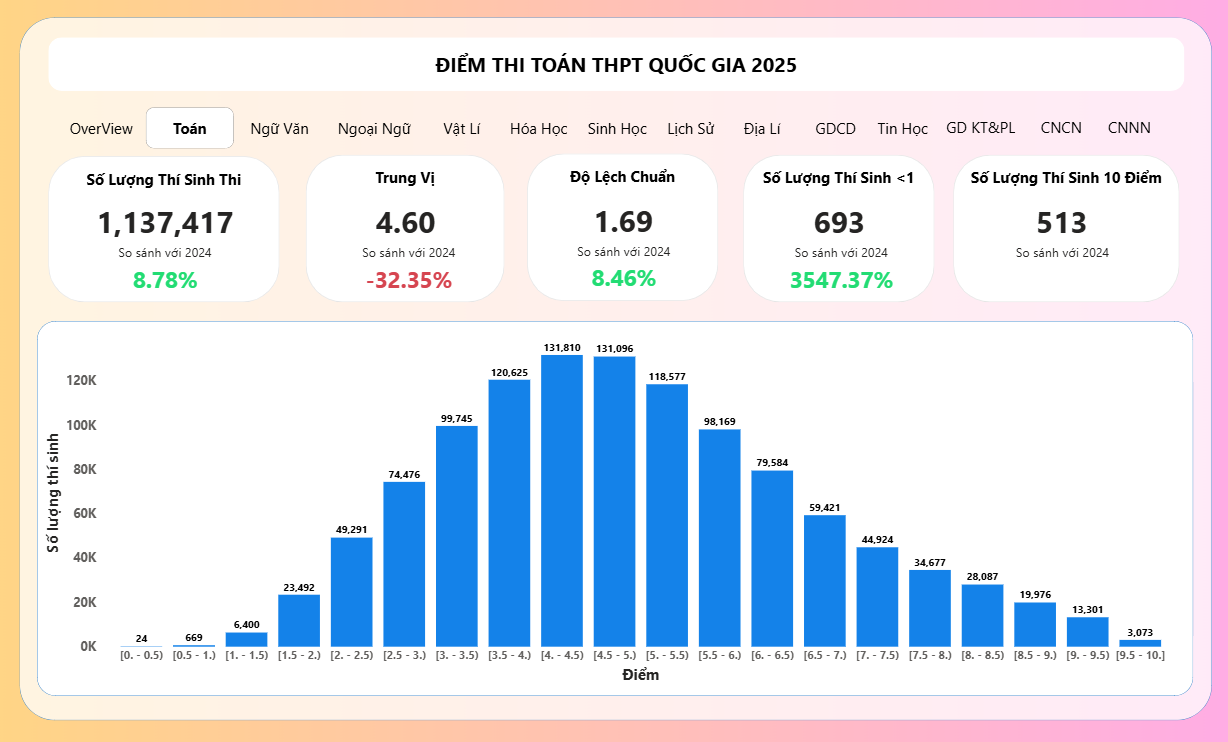 ĐIỂM THI TOÁN THPT QUỐC GIA 2025
OverView Toán Ngữ Văn Ngoại Ngữ Vật Lí Hóa Học Sinh Học Lịch Sử Địa Lí GDCD Tin Học GD KT&PL CNCN CNNN
Số Lượng Thí Sinh Thi
1,137,417
So sánh với 2024
8.78%
Trung Vị
4.60
So sánh với 2024
-32.35%
Độ Lệch Chuẩn
1.69
So sánh với 2024
8.46%
Số Lượng Thí Sinh <1
693
So sánh với 2024
3547.37%
Số Lượng Thí Sinh 10 Điểm
513
So sánh với 2024
Số lượng thí sinh
120K
100K
80K
60K
40K
20K
0K
24 669 6,400 23,492 49,291 74,476 99,745 120,625 131,810 131,096 118,577 98,169 79,584 59,421 44,924 34,677 28,087 19,976 13,301 3,073
[0. - 0.5) [0.5 - 1.) [1. - 1.5) [1.5 - 2.) [2. - 2.5) [2.5 - 3.) [3. - 3.5) [3.5 - 4.) [4. - 4.5) [4.5 - 5.) [5. - 5.5) [5.5 - 6.) [6. - 6.5) [6.5 - 7.) [7. - 7.5) [7.5 - 8.) [8. - 8.5) [8.5 - 9.) [9. - 9.5) [9.5 - 10.]
Điểm